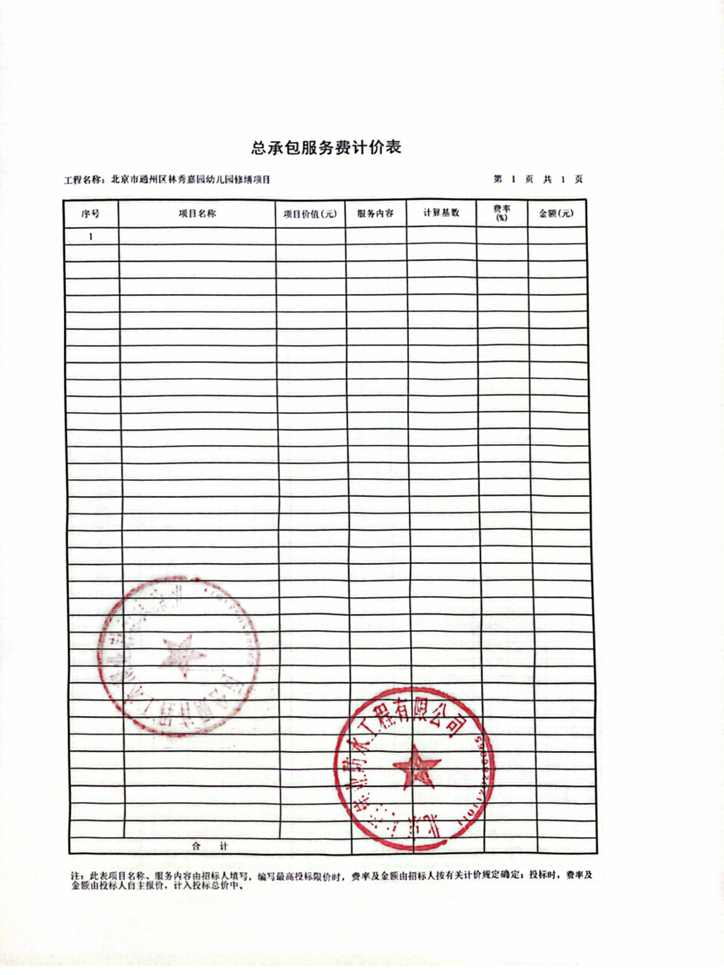 总承包服务费计价表
工程名称：北京市通州区林秀嘉园幼儿园修缮项目 第 1 页 共 1 页
序号 项目名称 项目价值(元) 服务内容 计算基数 费率(%) 金额(元)
1
合 计
防水工程有限公司
北京
注：此表项目名称、服务内容由招标人填写，编写最高投标限价时，费率及金额由招标人按有关计价规定确定；投标时，费率及
金额由投标人自主报价，计入投标总价中。